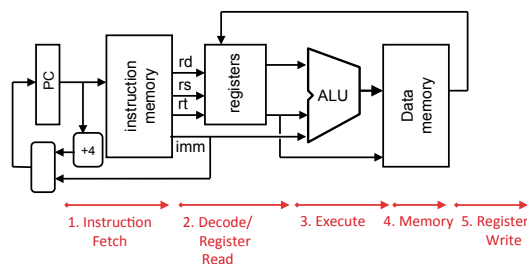 PC
instruction
memory
+4
rd
rs
rt
imm
registers
ALU
Data
memory
1. Instruction
Fetch
2. Decode/
Register
Read
3. Execute
4. Memory
5. Register
Write